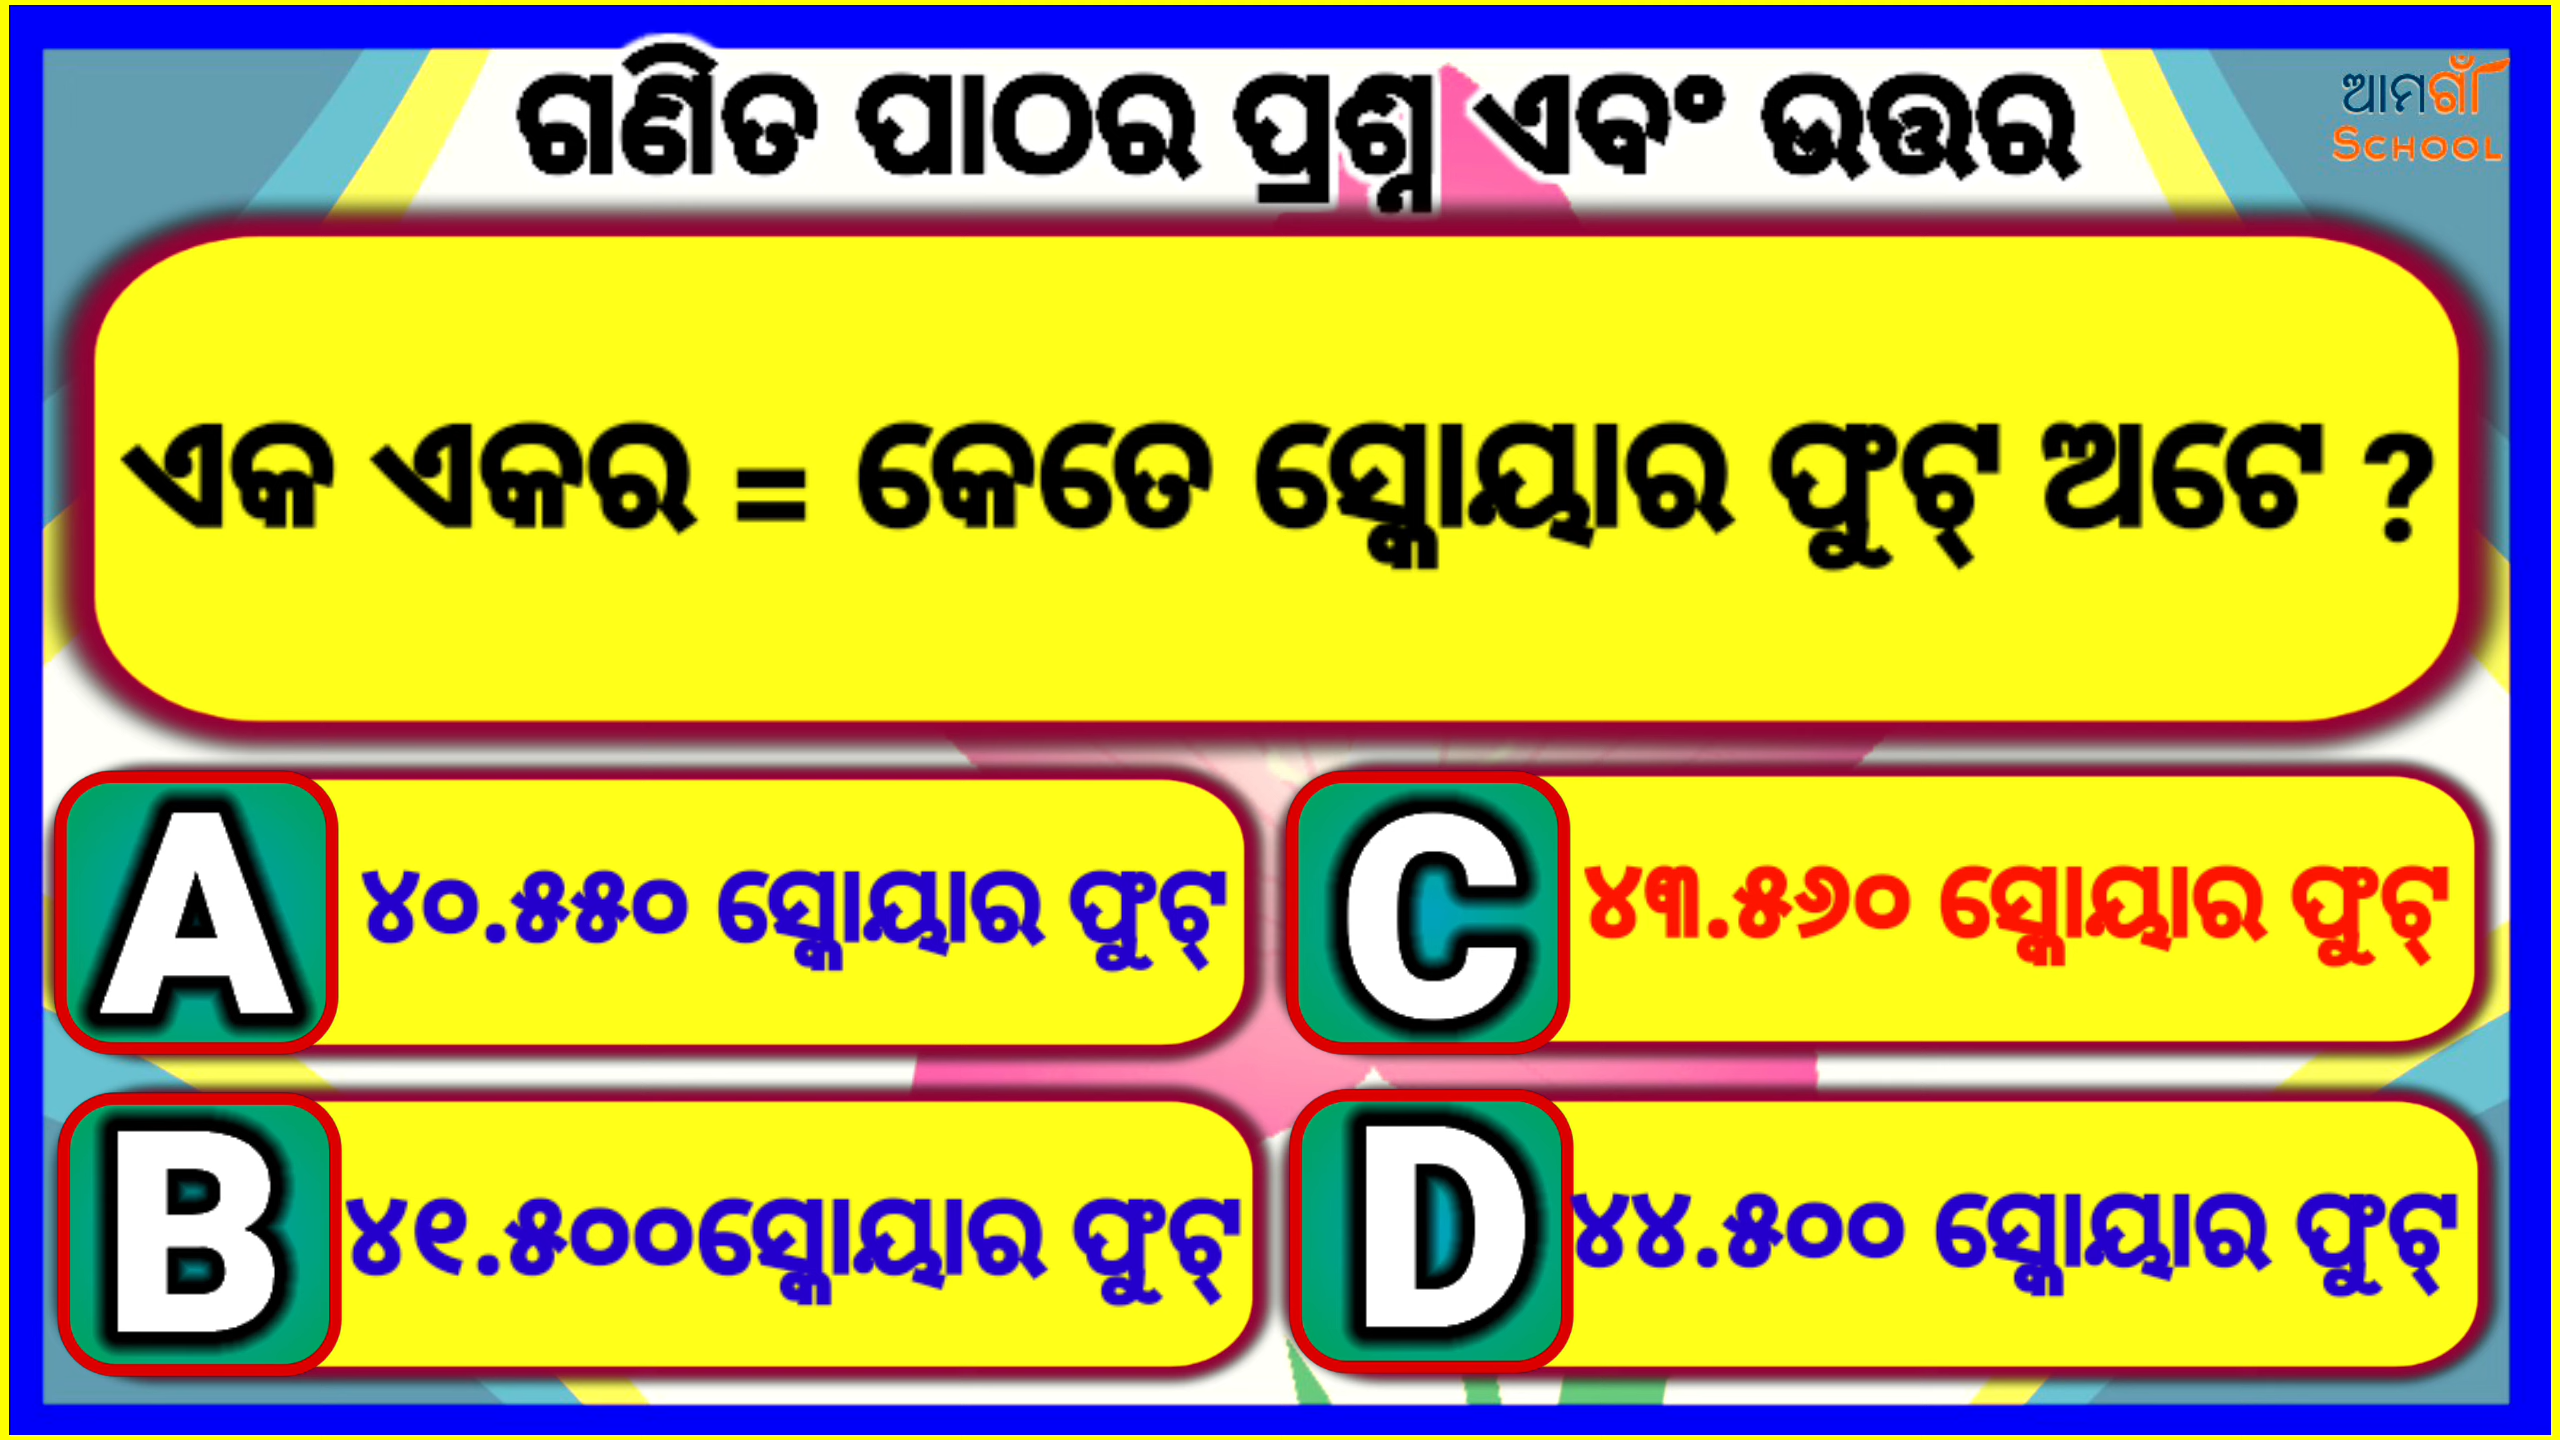 ଗଣିତ ପାଠର ପ୍ରଶ୍ନ ଏବଂ ଉତ୍ତର
ଆମଗାଁ
SCHOOL
ଏକ ଏକର = କେତେ ସ୍କୋୟାର ଫୁଟ୍ ଅଟେ ?
A ୪୦.୫୫୦ ସ୍କୋୟାର ଫୁଟ୍
C ୪୩.୫୬୦ ସ୍କୋୟାର ଫୁଟ୍
B ୪୧.୫୦୦ସ୍କୋୟାର ଫୁଟ୍
D ୪୪.୫୦୦ ସ୍କୋୟାର ଫୁଟ୍